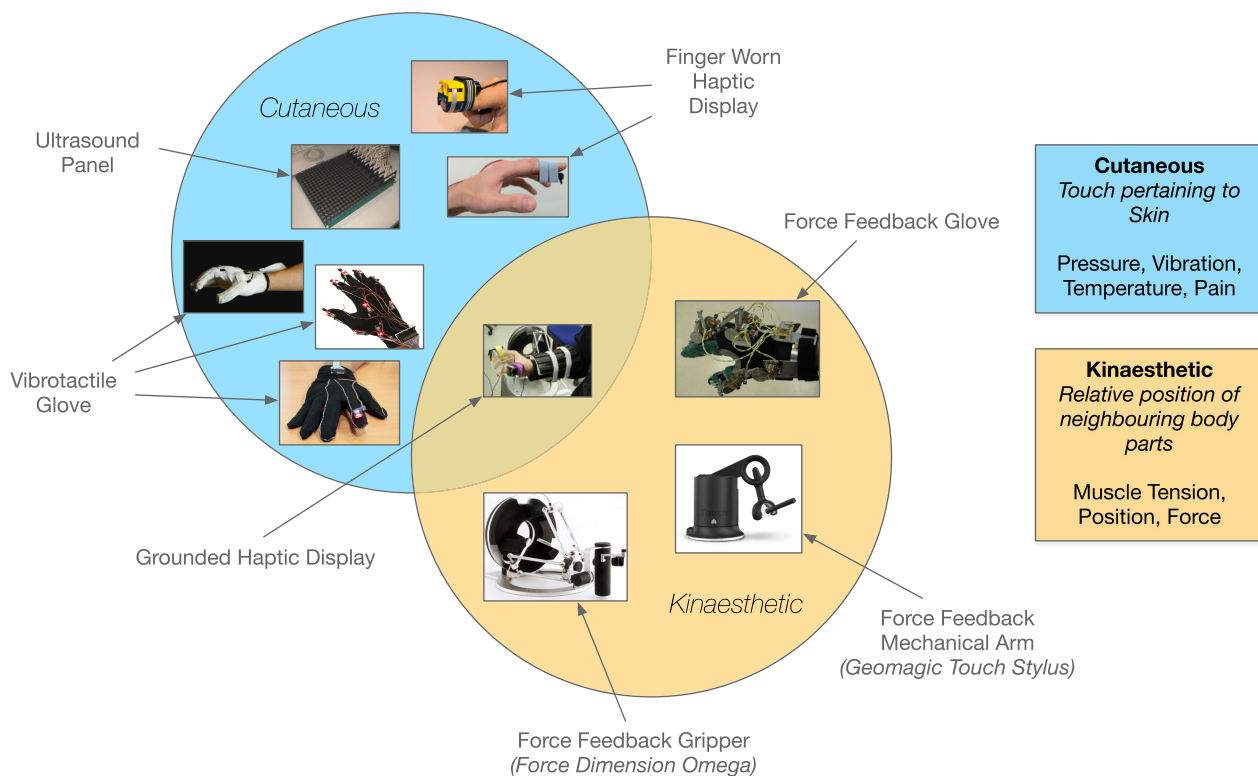 Finger Worn
Haptic
Display
Cutaneous
Ultrasound
Panel
Cutaneous
Touch pertaining to
Skin
Pressure, Vibration,
Temperature, Pain
Force Feedback Glove
Vibrotactile
Glove
Kinaesthetic
Relative position of
neighbouring body
parts
Muscle Tension,
Position, Force
Grounded Haptic Display
Kinaesthetic
Force Feedback
Mechanical Arm
(Geomagic Touch Stylus)
Force Feedback Gripper
(Force Dimension Omega)